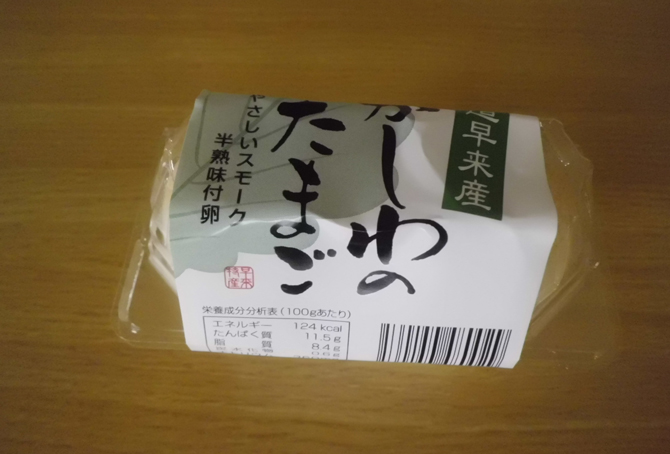 道早来産
かしわの
たまご
やさしいスモーク
半熟味付卵
早来
特産
栄養成分分析表(100gあたり)
エネルギー 124 kcal
たんぱく質 11.5g
脂質 8.4g